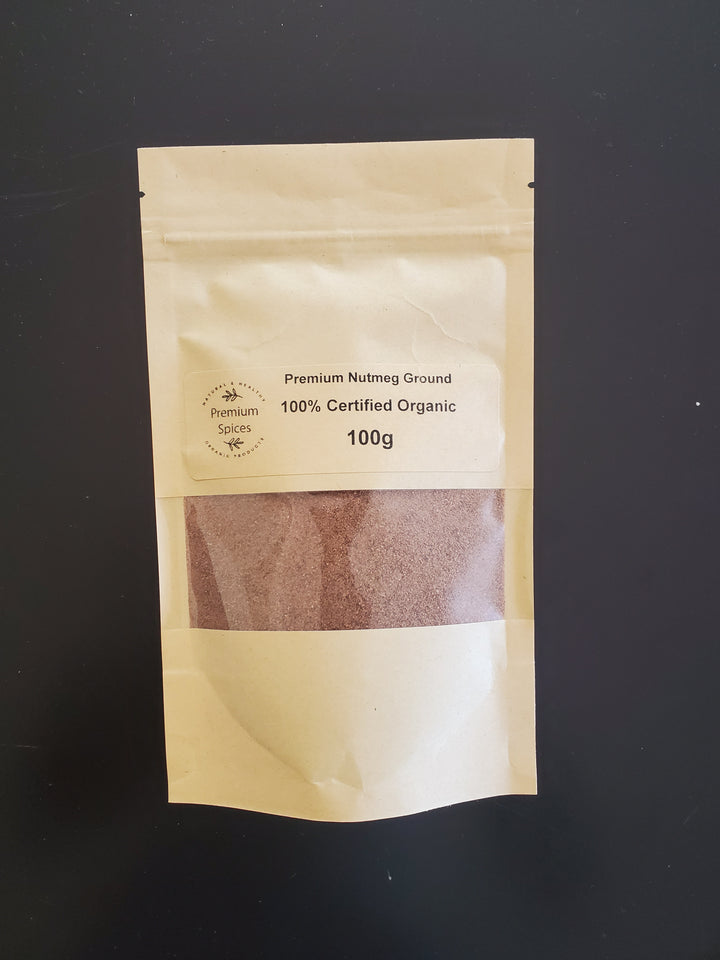 Premium Nutmeg Ground
100% Certified Organic
100g
NATURAL & HEALTHY
Premium
Spices
ORGANIC PRODUCTS